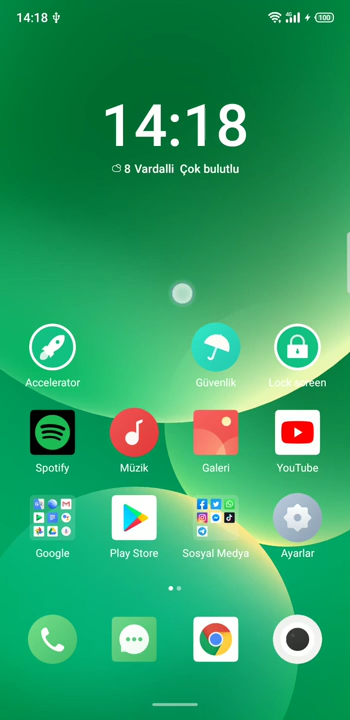 14:18
4G
100
14:18
8 Vardalli Çok bulutlu
Accelerator
Güvenlik
Lock screen
Spotify
Müzik
Galeri
YouTube
Google
Play Store
Sosyal Medya
Ayarlar